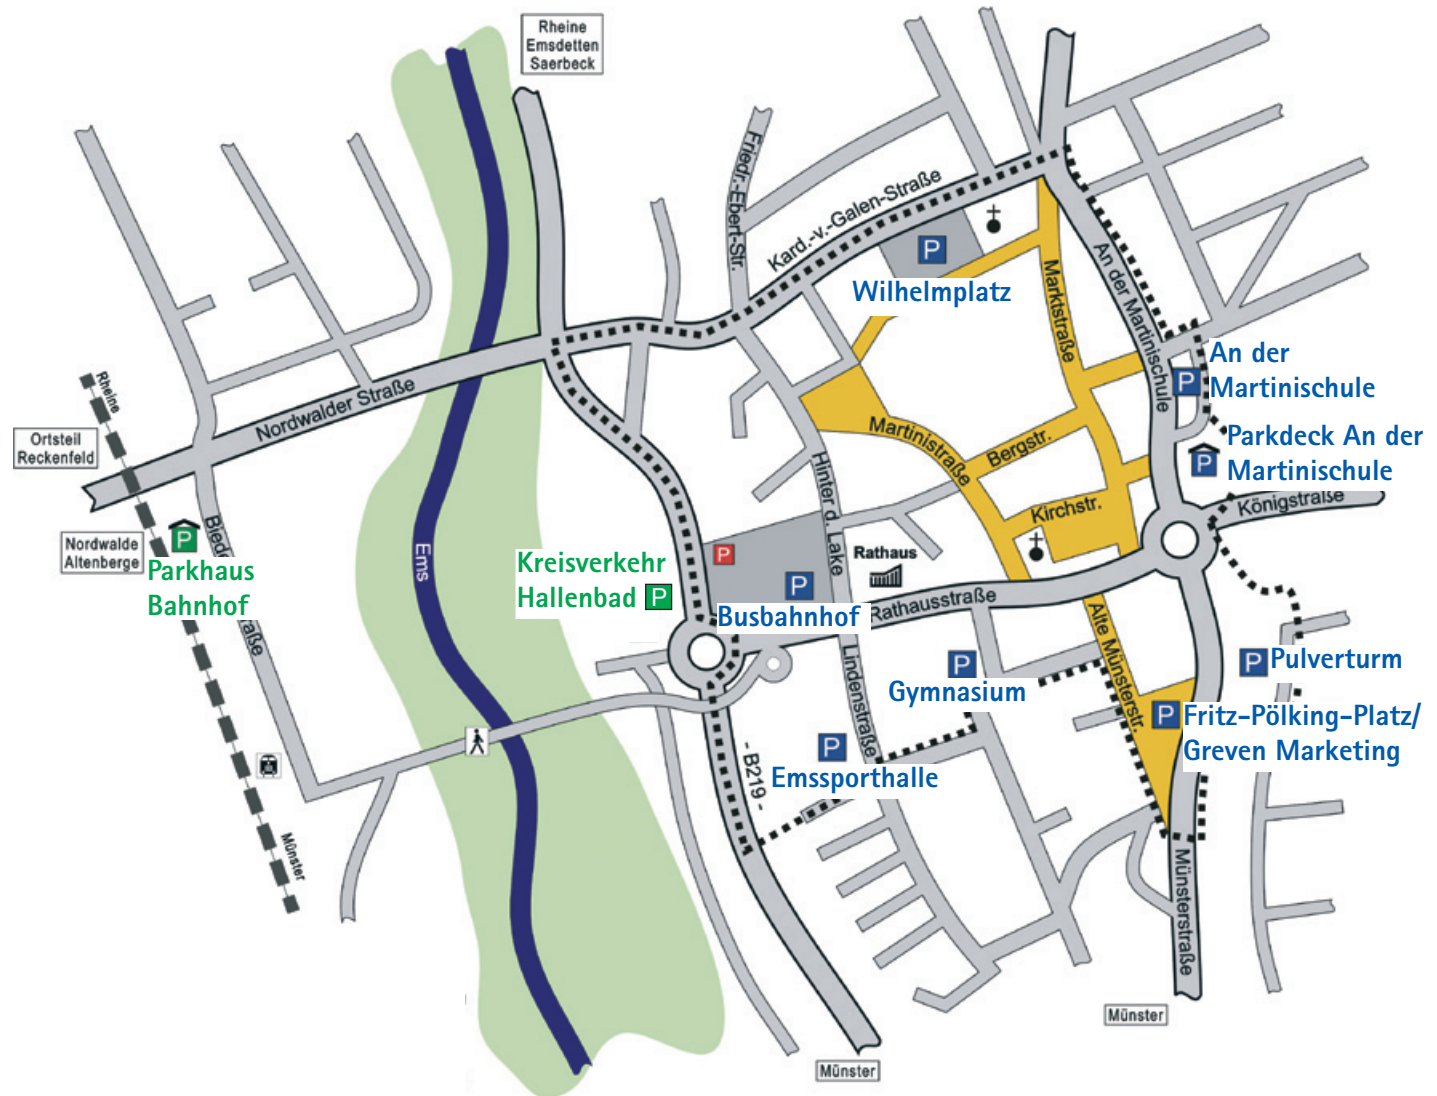 Rheine
Emsdetten
Saerbeck
Friedr.-Ebert-Str.
Kard.-v.-Galen-Straße
P
Wilhelmplatz
Marktstraße
An der Martinischule
An der
P
Martinischule
Rheine
Nordwalder Straße
Ortsteil
Reckenfeld
Martinistraße
Bergstr.
Parkdeck An der
P
Martinischule
Hinter d. Lake
Kirchstr.
Königstraße
Nordwalde
Altenberge
P
Parkhaus
Bahnhof
Ems
Kreisverkehr
Hallenbad P
P
P
Busbahnhof
Rathaus
Rathausstraße
Alte Münsterstr.
Lindenstraße
P
Gymnasium
P Pulverturm
P Fritz-Pölking-Platz/
Greven Marketing
P
Emssporthalle
- B219 -
Münster
Münsterstraße
Münster
Münster